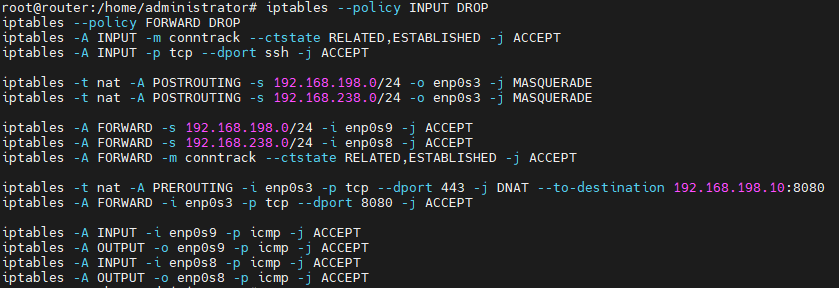 root@router:/home/administrator# iptables --policy INPUT DROP
iptables --policy FORWARD DROP
iptables -A INPUT -m conntrack --ctstate RELATED,ESTABLISHED -j ACCEPT
iptables -A INPUT -p tcp --dport ssh -j ACCEPT
iptables -t nat -A POSTROUTING -s 192.168.198.0/24 -o enp0s3 -j MASQUERADE
iptables -t nat -A POSTROUTING -s 192.168.238.0/24 -o enp0s3 -j MASQUERADE
iptables -A FORWARD -s 192.168.198.0/24 -i enp0s9 -j ACCEPT
iptables -A FORWARD -s 192.168.238.0/24 -i enp0s8 -j ACCEPT
iptables -A FORWARD -m conntrack --ctstate RELATED,ESTABLISHED -j ACCEPT
iptables -t nat -A PREROUTING -i enp0s3 -p tcp --dport 443 -j DNAT --to-destination 192.168.198.10:8080
iptables -A FORWARD -i enp0s3 -p tcp --dport 8080 -j ACCEPT
iptables -A INPUT -i enp0s9 -p icmp -j ACCEPT
iptables -A OUTPUT -o enp0s9 -p icmp -j ACCEPT
iptables -A INPUT -i enp0s8 -p icmp -j ACCEPT
iptables -A OUTPUT -o enp0s8 -p icmp -j ACCEPT